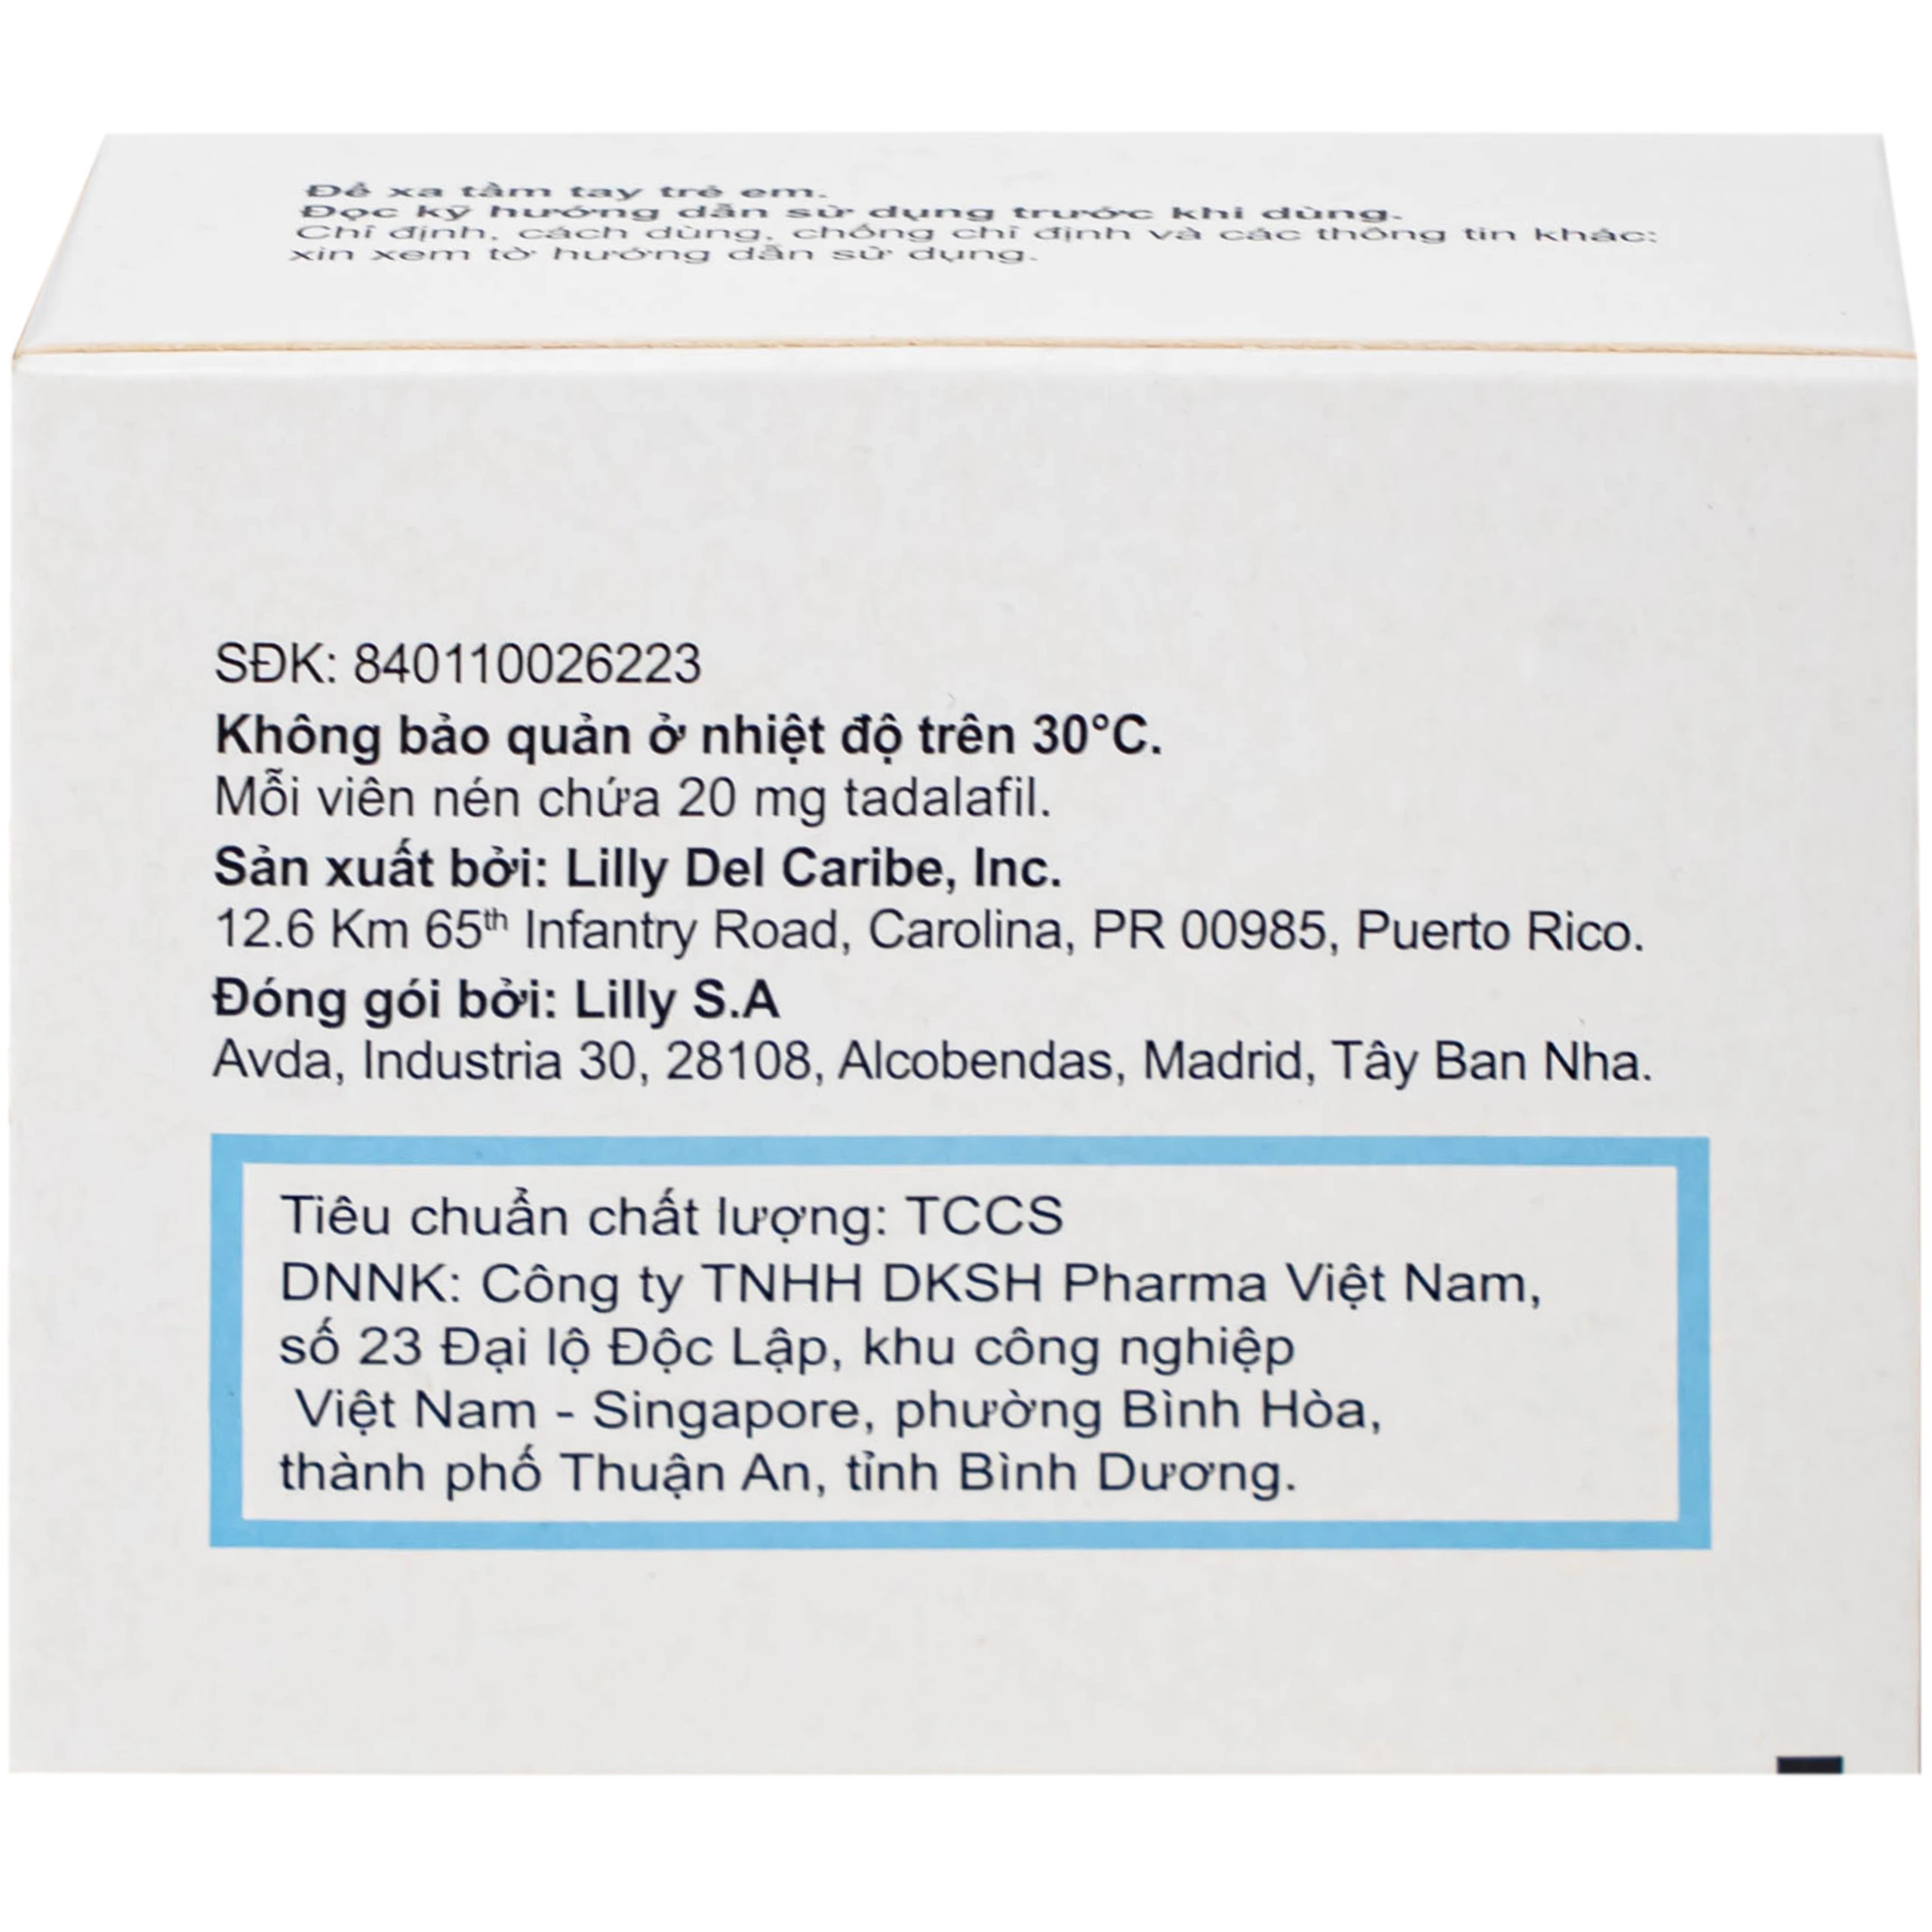 Để xa tầm tay trẻ em.
Đọc kỹ hướng dẫn sử dụng trước khi dùng.
Chỉ định, cách dùng, chống chỉ định và các thông tin khác:
xin xem tờ hướng dẫn sử dụng.
SĐK: 840110026223
Không bảo quản ở nhiệt độ trên 30°C.
Mỗi viên nén chứa 20 mg tadalafil.
Sản xuất bởi: Lilly Del Caribe, Inc.
12.6 Km 65th Infantry Road, Carolina, PR 00985, Puerto Rico.
Đóng gói bởi: Lilly S.A
Avda, Industria 30, 28108, Alcobendas, Madrid, Tây Ban Nha.
Tiêu chuẩn chất lượng: TCCS
DNNK: Công ty TNHH DKSH Pharma Việt Nam,
số 23 Đại lộ Độc Lập, khu công nghiệp
Việt Nam - Singapore, phường Bình Hòa,
thành phố Thuận An, tỉnh Bình Dương.